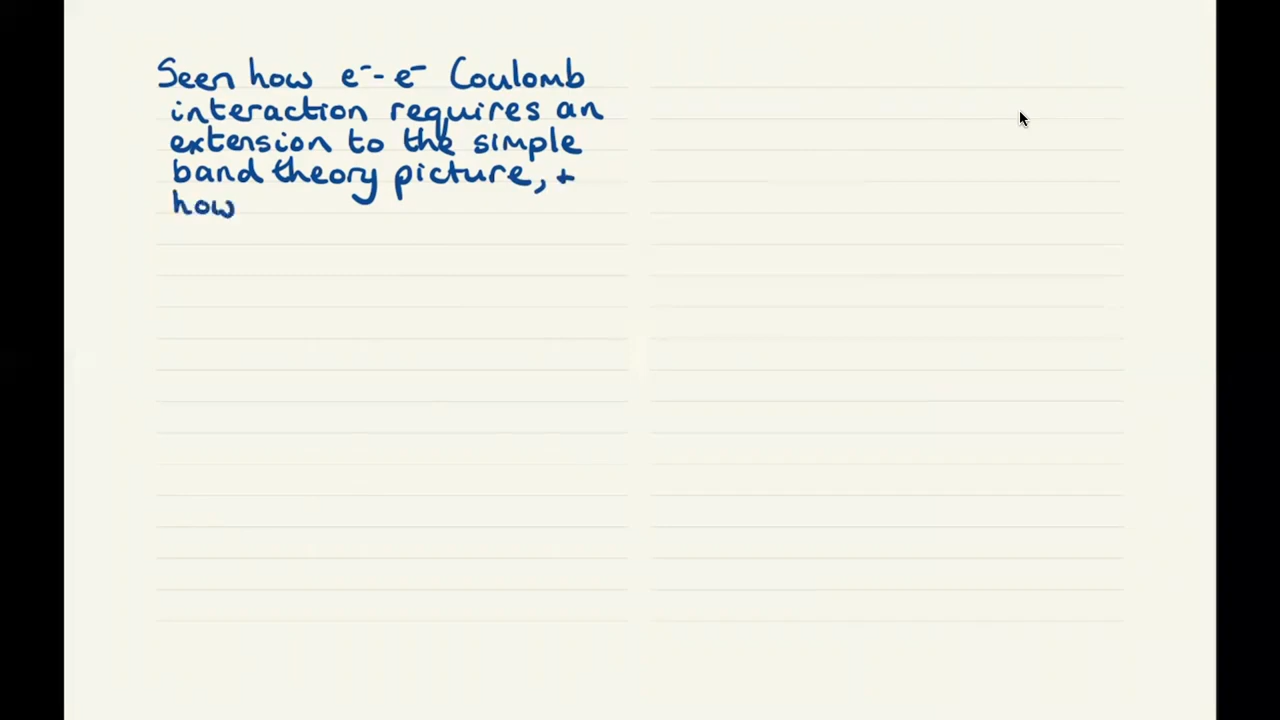 Seen how e⁻-e⁻ Coulomb
interaction requires an
extension to the simple
band theory picture, +
how